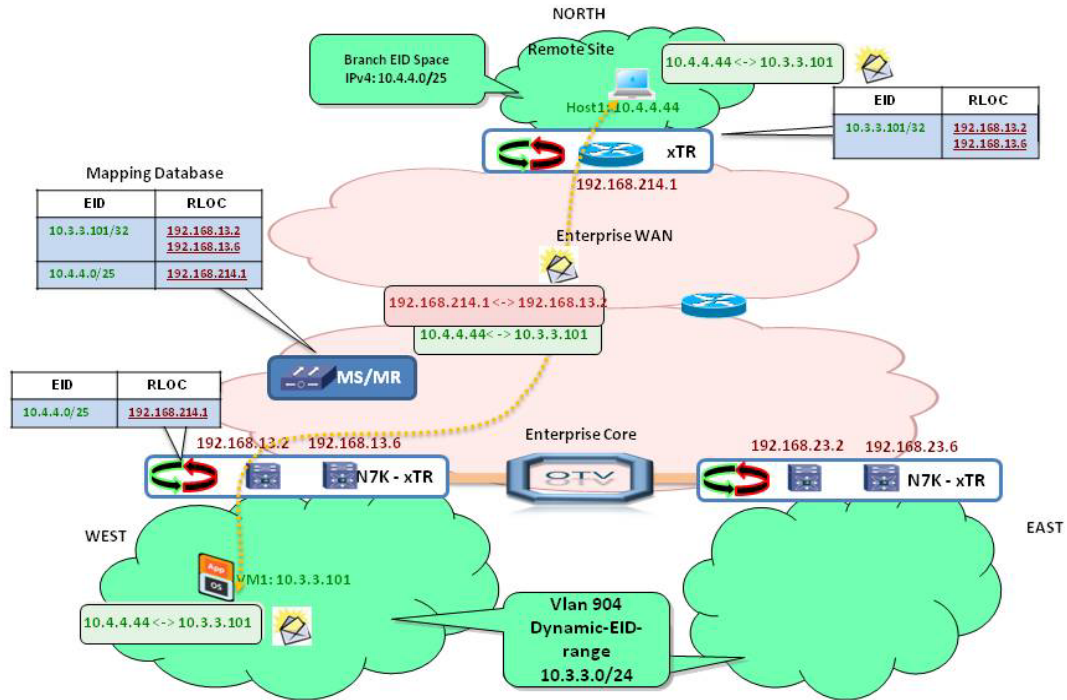 NORTH
Remote Site
Branch EID Space
IPv4: 10.4.4.0/25
10.4.4.44 <-> 10.3.3.101
Host1: 10.4.4.44
EID RLOC
10.3.3.101/32 192.168.13.2
192.168.13.6
xTR
192.168.214.1
Mapping Database
EID RLOC
10.3.3.101/32 192.168.13.2
192.168.13.6
10.4.4.0/25 192.168.214.1
Enterprise WAN
192.168.214.1 <-> 192.168.13.2
10.4.4.44 <-> 10.3.3.101
MS/MR
EID RLOC
10.4.4.0/25 192.168.214.1
192.168.13.2 192.168.13.6
Enterprise Core
192.168.23.2 192.168.23.6
N7K - xTR
OTV
N7K - xTR
WEST
EAST
App
OS
VM1: 10.3.3.101
10.4.4.44 <-> 10.3.3.101
Vlan 904
Dynamic-EID-
range
10.3.3.0/24